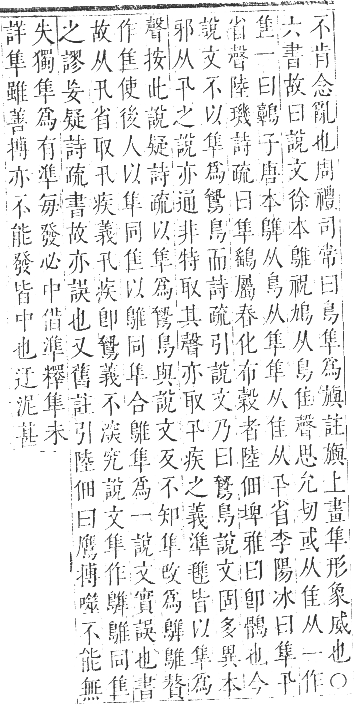 不肯念亂也周禮司常曰鳥隼爲旟註旟上畫隼形象威也〇
六書故曰說文徐本鵻祝鳩从鳥隹聲思允切或从隹从一作
隼一曰鶉子唐本鵻从鳥从隼隼从隹从卂省李陽冰曰隼卂
省聲陸璣詩疏曰隼鷂屬春化布穀者陸佃埤雅曰卽鶻也今
說文不以隼爲鷙鳥而詩疏引說文乃曰鷙鳥說文固多異本
邪从卂之說亦通非特取其聲亦取卂疾之義準䨲皆以隼爲
聲按此說疑詩疏以隼爲鷙鳥與說文反不知隼改爲鵻鵻贅
作隹使後人以隼同隹以鵻同隼合鵻隼爲一說文實誤也書
故从卂省取卂疾義卂疾卽鷙義不深究說文隼作鵻鵻同隹
之謬妄疑詩疏書故亦誤也又舊註引陸佃曰鷹搏噬不能無
失獨隼爲有準每發必中借準釋隼未
詳隼雖善搏亦不能發皆中也迂泥甚